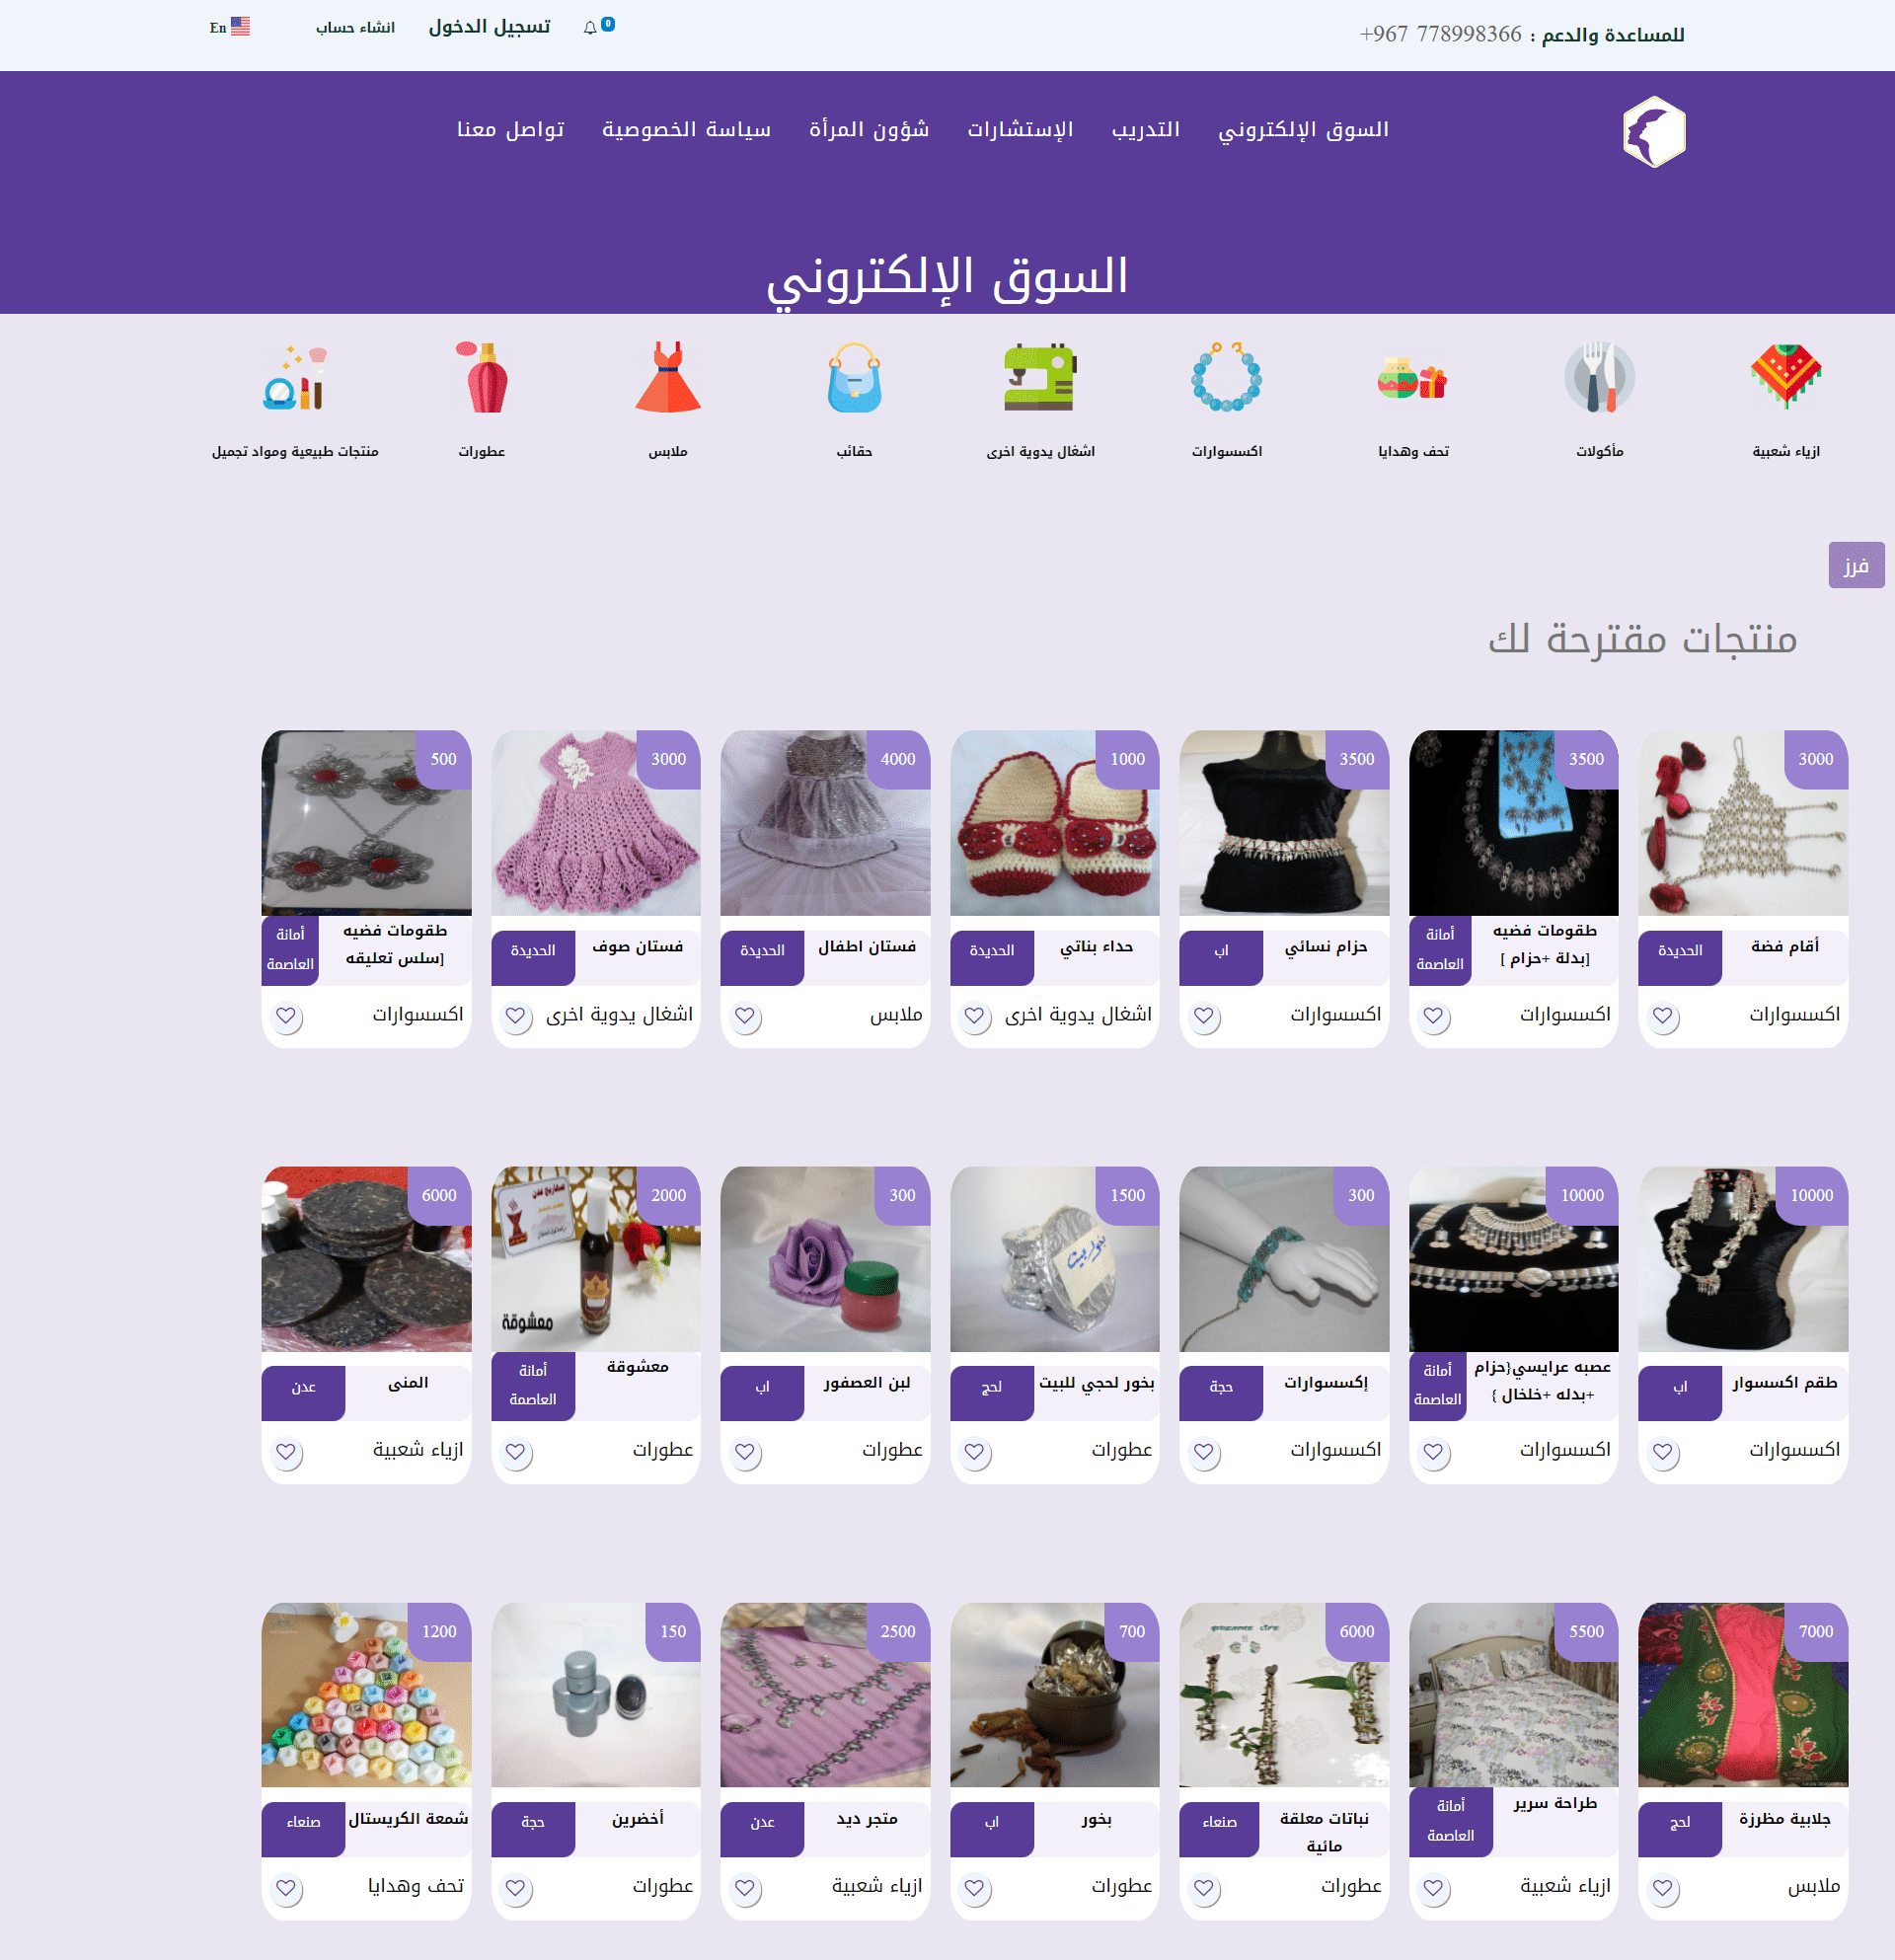 للمساعدة والدعم : 778998366 967+
0
تسجيل الدخول
انشاء حساب
En
السوق الإلكتروني
التدريب
الإستشارات
شؤون المرأة
سياسة الخصوصية
تواصل معنا
السوق الإلكتروني
ازياء شعبية
مأكولات
تحف وهدايا
اكسسوارات
اشغال يدوية اخرى
حقائب
ملابس
عطورات
منتجات طبيعية ومواد تجميل
فرز
منتجات مقترحة لك
3000
أقام فضة
الحديدة
اكسسوارات
3500
طقومات فضيه
[بدلة +حزام ]
أمانة
العاصمة
اكسسوارات
3500
حزام نسائي
اب
اكسسوارات
1000
حداء بناتي
الحديدة
اشغال يدوية اخرى
4000
فستان اطفال
الحديدة
ملابس
3000
فستان صوف
الحديدة
اشغال يدوية اخرى
500
طقومات فضيه
[سلس تعليقه
أمانة
العاصمة
اكسسوارات
10000
طقم اكسسوار
اب
اكسسوارات
10000
عصبه عرايسي{حزام
+بدله +خلخال }
أمانة
العاصمة
اكسسوارات
300
إكسسوارات
حجة
اكسسوارات
1500
بخور بيت
بخور لحجي للبيت
لحج
عطورات
300
لبن العصفور
اب
عطورات
2000
معشوقة
معشوقة
أمانة
العاصمة
عطورات
6000
المنى
عدن
ازياء شعبية
7000
جلابية مظرزة
لحج
ملابس
5500
طراحة سرير
أمانة
العاصمة
ازياء شعبية
6000
نباتات معلقة
مائية
صنعاء
عطورات
700
بخور
اب
عطورات
2500
متجر ديد
عدن
ازياء شعبية
150
أخضرين
حجة
عطورات
1200
شمعة الكريستال
صنعاء
تحف وهدايا